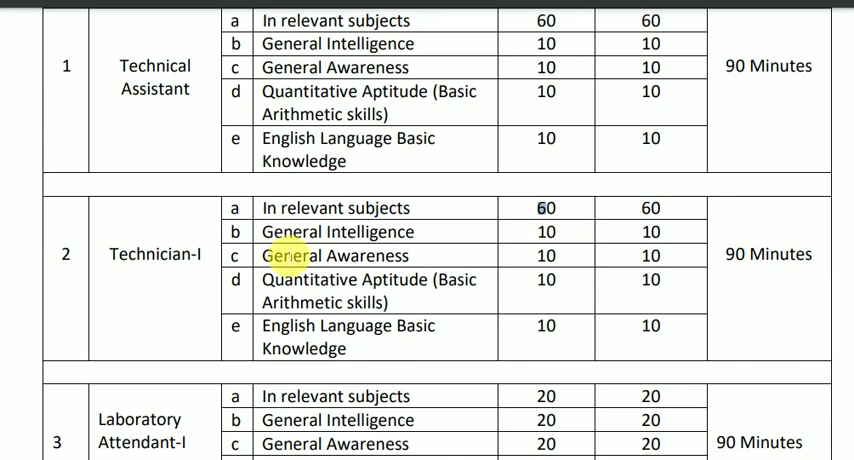 a In relevant subjects 60 60
b General Intelligence 10 10
1 Technical Assistant c General Awareness 10 10 90 Minutes
d Quantitative Aptitude (Basic Arithmetic skills) 10 10
e English Language Basic Knowledge 10 10
a In relevant subjects 60 60
b General Intelligence 10 10
2 Technician-I c General Awareness 10 10 90 Minutes
d Quantitative Aptitude (Basic Arithmetic skills) 10 10
e English Language Basic Knowledge 10 10
a In relevant subjects 20 20
b General Intelligence 20 20
3 Laboratory Attendant-I c General Awareness 20 20 90 Minutes